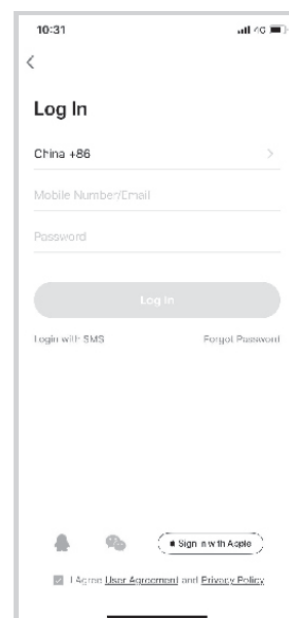 10:31 4G
Log In
China +86
Mobile Number/Email
Password
Log In
Login with SMS Forgot Password
Sign in with Apple
I Agree User Agreement and Privacy Policy